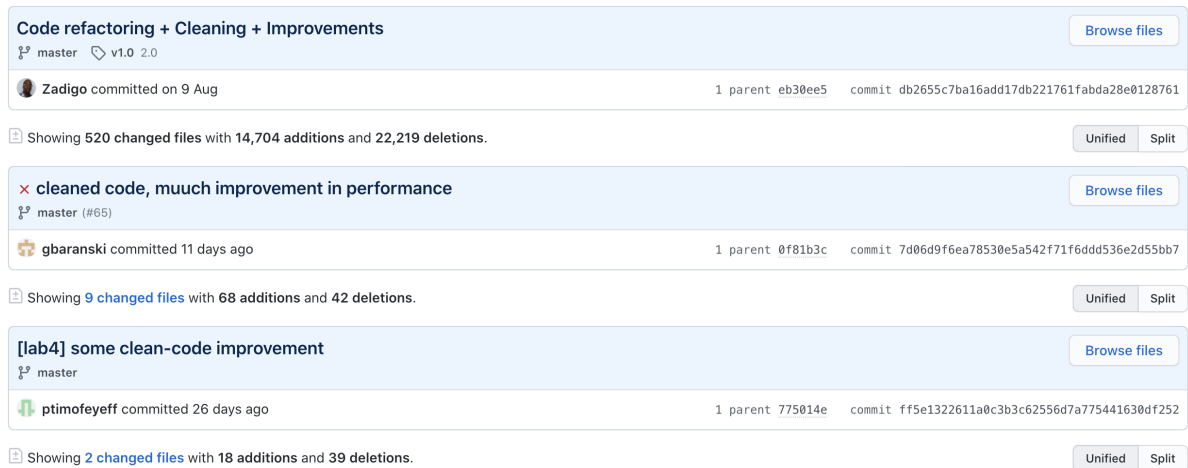 Code refactoring + Cleaning + Improvements
Browse files
master v1.0 2.0
Zadigo committed on 9 Aug 1 parent eb30ee5 commit db2655c7ba16add17db221761fabda28e0128761
Showing 520 changed files with 14,704 additions and 22,219 deletions. Unified Split
cleaned code, muuch improvement in performance
Browse files
master (#65)
gbaranski committed 11 days ago 1 parent 0f81b3c commit 7d06d9f6ea78530e5a542f71f6ddd536e2d55bb7
Showing 9 changed files with 68 additions and 42 deletions. Unified Split
[lab4] some clean-code improvement
Browse files
master
ptimofeyeff committed 26 days ago 1 parent 775014e commit ff5e1322611a0c3b3c62556d7a775441630df252
Showing 2 changed files with 18 additions and 39 deletions. Unified Split